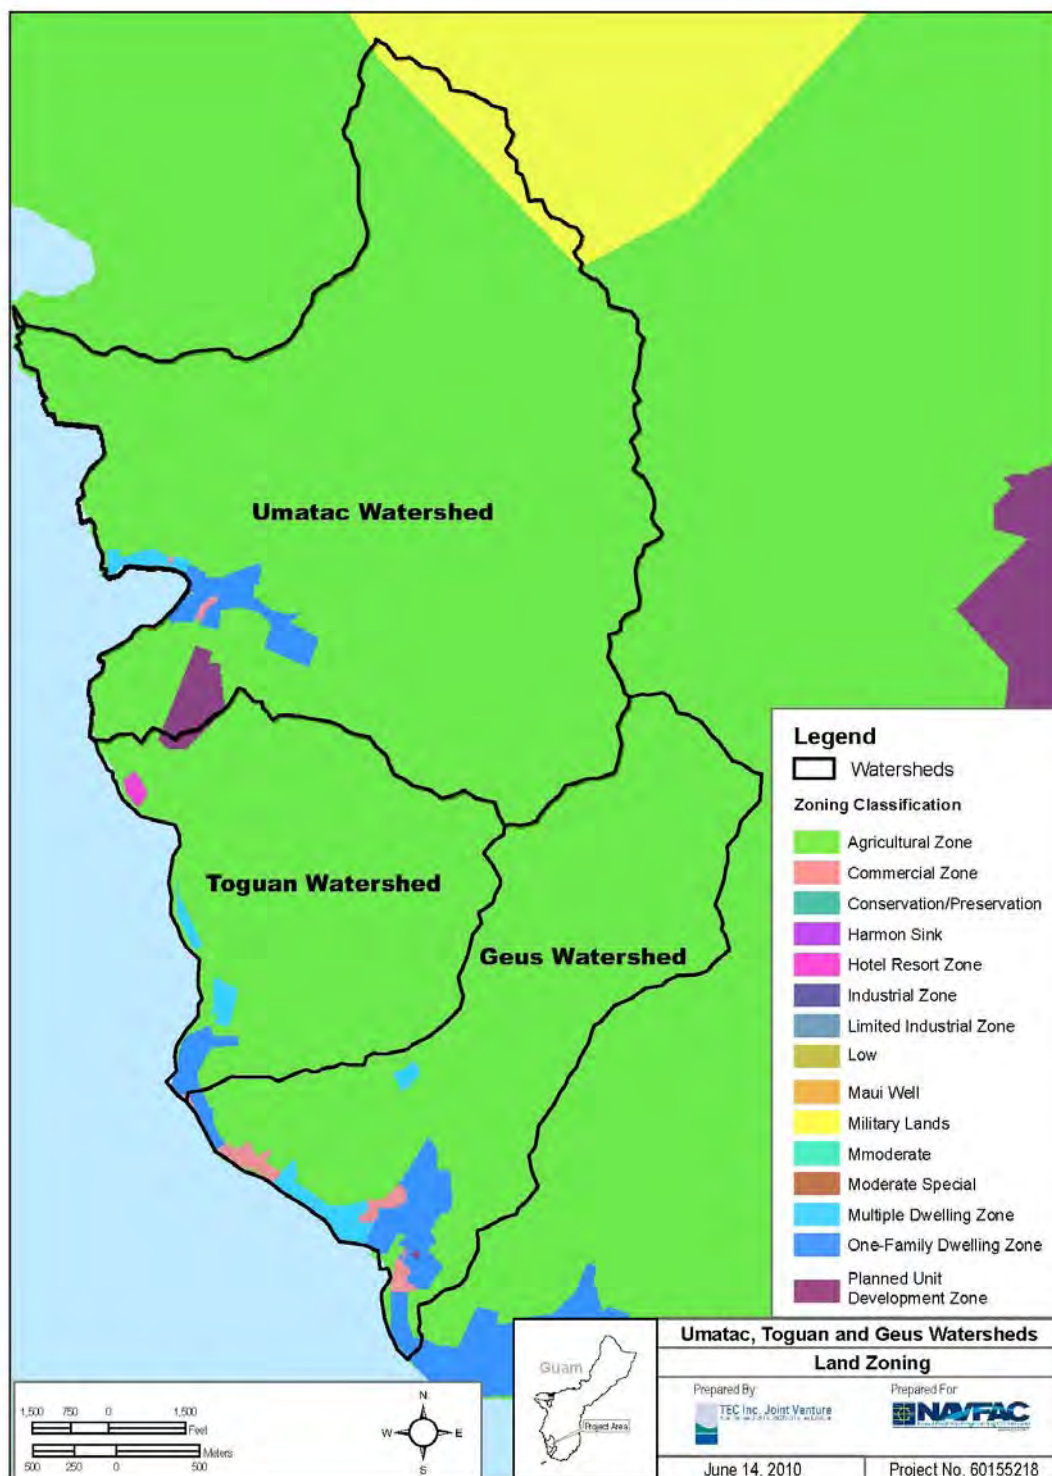 Umatac Watershed
Toguan Watershed
Geus Watershed
Legend
Watersheds
Zoning Classification
Agricultural Zone
Commercial Zone
Conservation/Preservation
Harmon Sink
Hotel Resort Zone
Industrial Zone
Limited Industrial Zone
Low
Maui Well
Military Lands
Mmoderate
Moderate Special
Multiple Dwelling Zone
One-Family Dwelling Zone
Planned Unit
Development Zone
Guam
Project Area
Umatac, Toguan and Geus Watersheds
Land Zoning
Prepared By:
TEC Inc. Joint Venture
Prepared For
NAVFAC
June 14, 2010
Project No. 60155218
1,500 750 0 1,500
Feet
Meters
500 250 0 500
N
W E
S